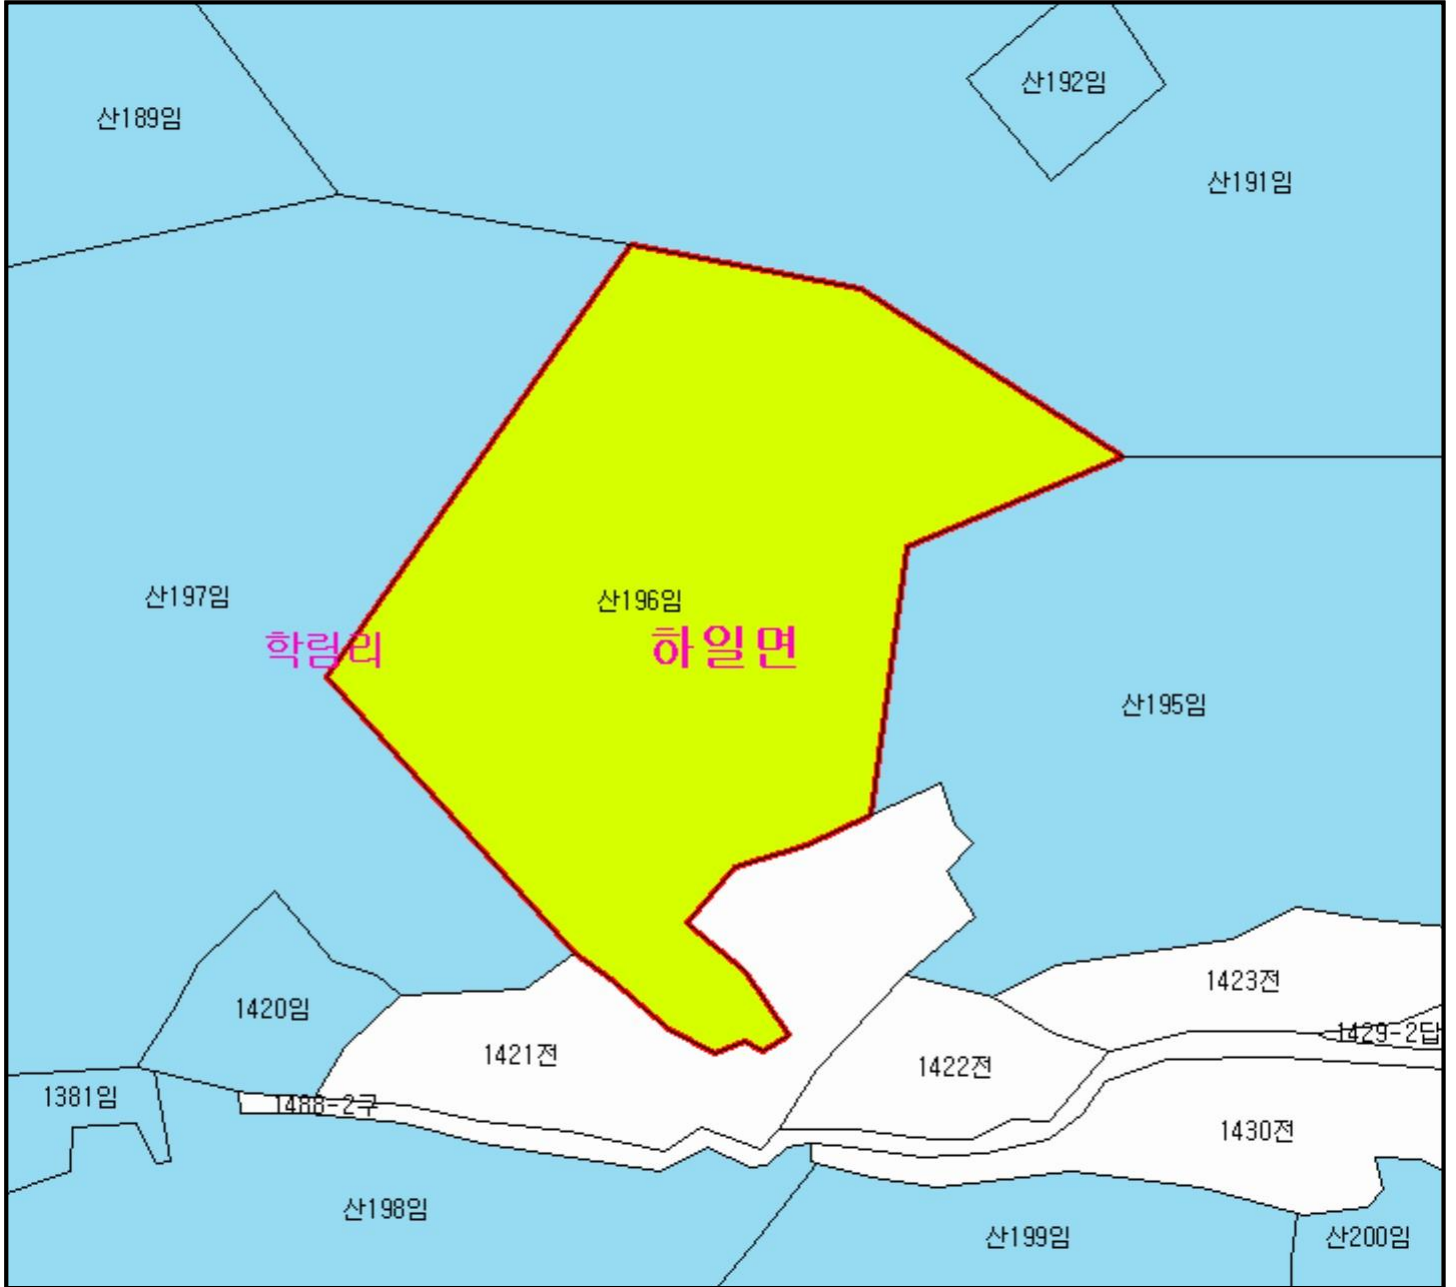 산192임
산189임
산191임
산197임
산196임
학림리
하일면
산195임
1423전
1420임
1429-2답
1421전
1422전
1381임
1488-2구
1430전
산198임
산199임
산200임